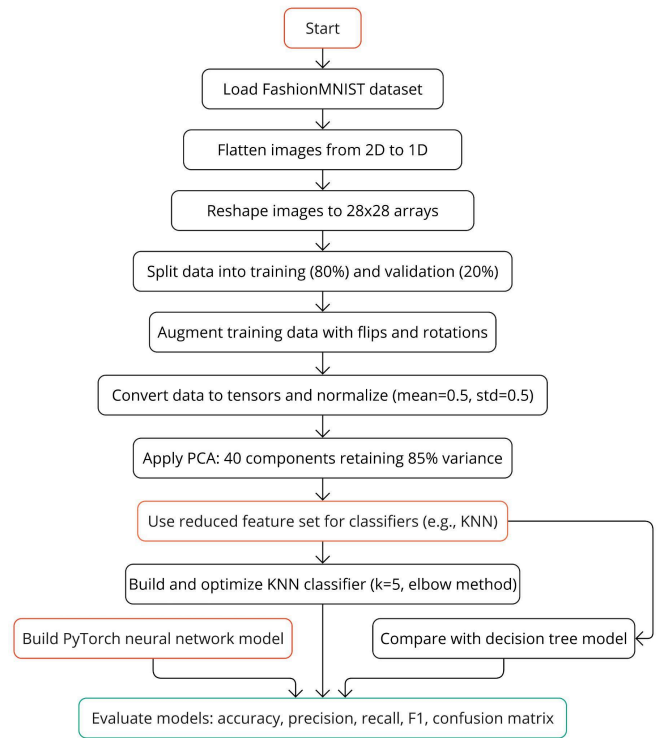 Start
Load FashionMNIST dataset
Flatten images from 2D to 1D
Reshape images to 28x28 arrays
Split data into training (80%) and validation (20%)
Augment training data with flips and rotations
Convert data to tensors and normalize (mean=0.5, std=0.5)
Apply PCA: 40 components retaining 85% variance
Use reduced feature set for classifiers (e.g., KNN)
Build and optimize KNN classifier (k=5, elbow method)
Build PyTorch neural network model
Compare with decision tree model
Evaluate models: accuracy, precision, recall, F1, confusion matrix